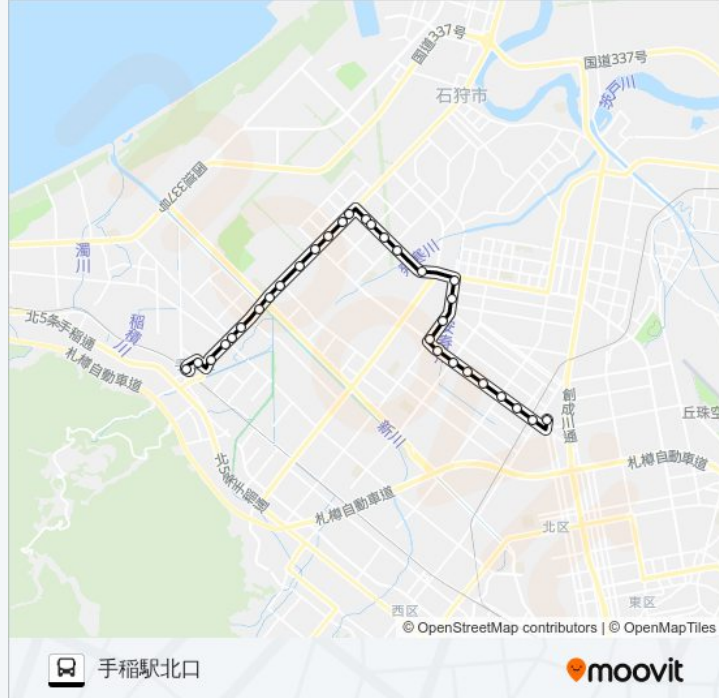 国道337号
国道337号
石狩市
茨戸川
国道337号
濁川
発寒川
北5条手稲通
稲積川
札樽自動車道
創成川通
丘珠空
新川
北5条手稲通
札樽自動車道
札樽自動車道
北区
西区
東区
© OpenStreetMap contributors | © OpenMapTiles
手稲駅北口
moovit